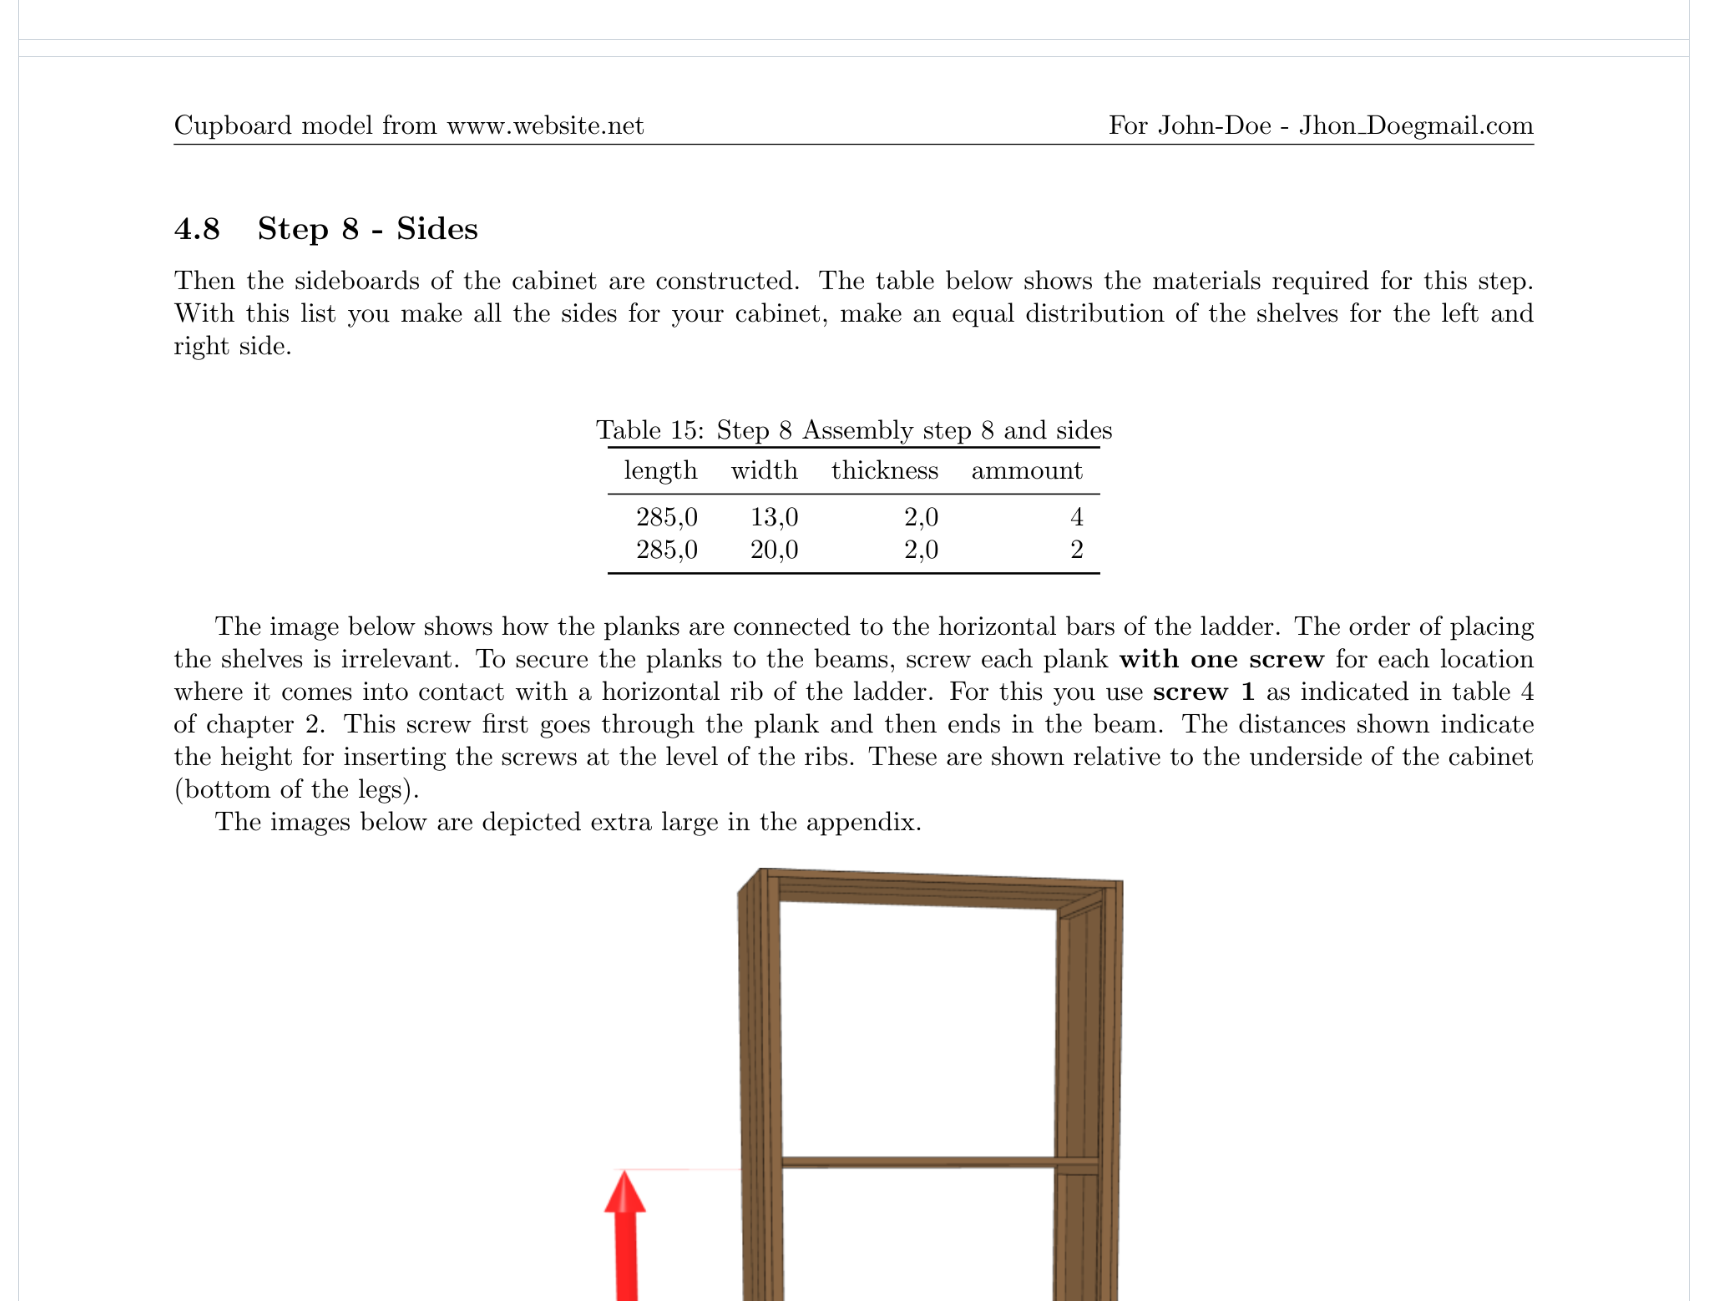 Cupboard model from www.website.net
For John-Doe - Jhon_Doegmail.com
4.8 Step 8 - Sides
Then the sideboards of the cabinet are constructed. The table below shows the materials required for this step.
With this list you make all the sides for your cabinet, make an equal distribution of the shelves for the left and
right side.
Table 15: Step 8 Assembly step 8 and sides
length width thickness ammount
285,0 13,0 2,0 4
285,0 20,0 2,0 2
The image below shows how the planks are connected to the horizontal bars of the ladder. The order of placing
the shelves is irrelevant. To secure the planks to the beams, screw each plank with one screw for each location
where it comes into contact with a horizontal rib of the ladder. For this you use screw 1 as indicated in table 4
of chapter 2. This screw first goes through the plank and then ends in the beam. The distances shown indicate
the height for inserting the screws at the level of the ribs. These are shown relative to the underside of the cabinet
(bottom of the legs).
The images below are depicted extra large in the appendix.